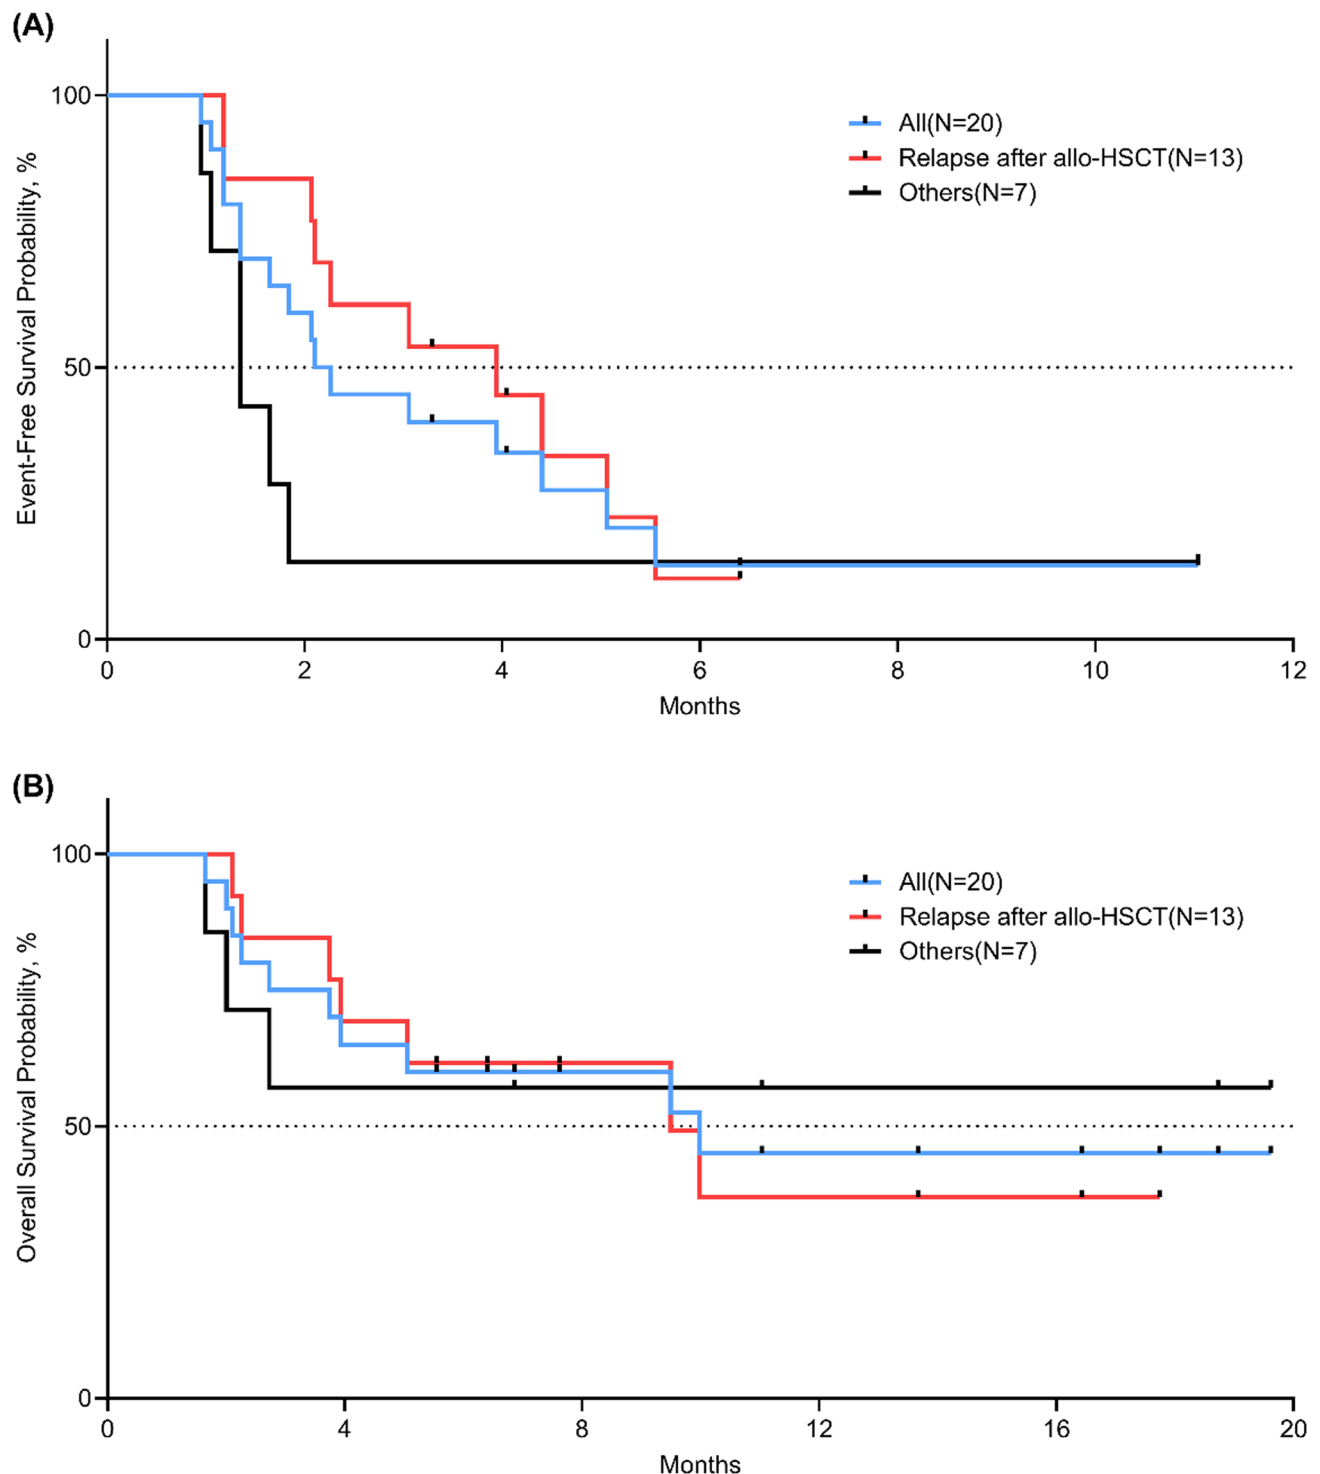 (A)
Event-Free Survival Probability, %
100
50
0
All(N=20)
Relapse after allo-HSCT(N=13)
Others(N=7)
0 2 4 6 8 10 12
Months
(B)
Overall Survival Probability, %
100
50
0
All(N=20)
Relapse after allo-HSCT(N=13)
Others(N=7)
0 4 8 12 16 20
Months